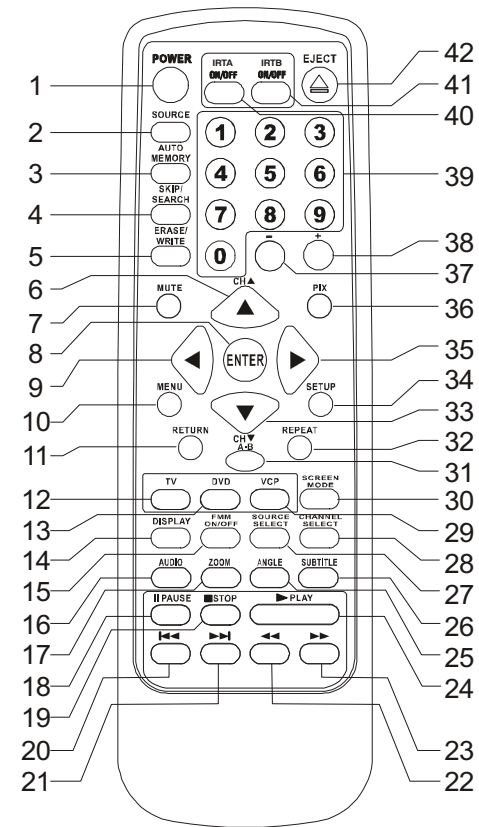 POWER
IRTA
ON/OFF
IRTB
ON/OFF
EJECT
42
1
41
SOURCE
40
2
1 2 3
AUTO
MEMORY
3
4 5 6
39
SKIP/
SEARCH
4
7 8 9
ERASE/
WRITE
5
0
-
+
38
37
6
CH▲
7
MUTE
PIX
36
8
ENTER
35
9
34
10
MENU
SETUP
33
11
RETURN
CH▼
A•B
REPEAT
32
31
12
TV
DVD
VCP
SCREEN
MODE
30
13
29
14
DISPLAY
FMM
ON/OFF
SOURCE
SELECT
CHANNEL
SELECT
28
15
27
16
AUDIO
ZOOM
ANGLE
SUBTITLE
26
17
25
18
PAUSE
STOP
PLAY
24
19
20
23
21
22